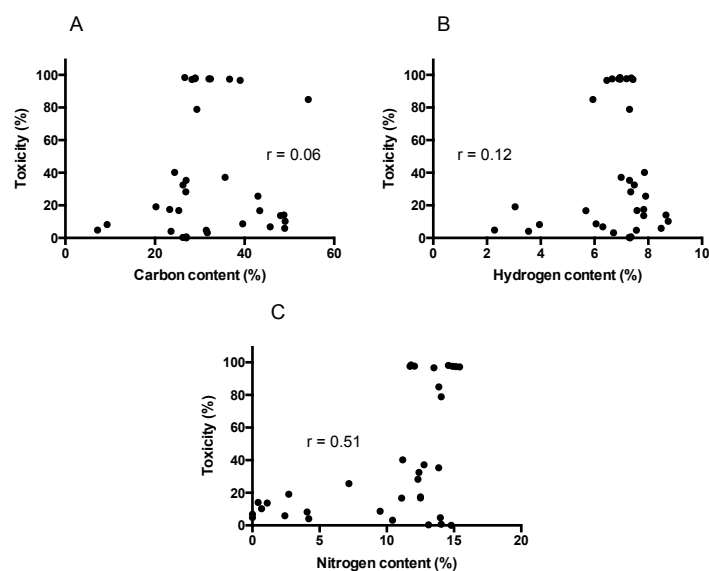 A
Toxicity (%)
100
80
60
40
20
0
r = 0.06
0 20 40 60
Carbon content (%)
B
Toxicity (%)
100
80
60
40
20
0
r = 0.12
0 2 4 6 8 10
Hydrogen content (%)
C
Toxicity (%)
100
80
60
40
20
0
r = 0.51
0 5 10 15 20
Nitrogen content (%)